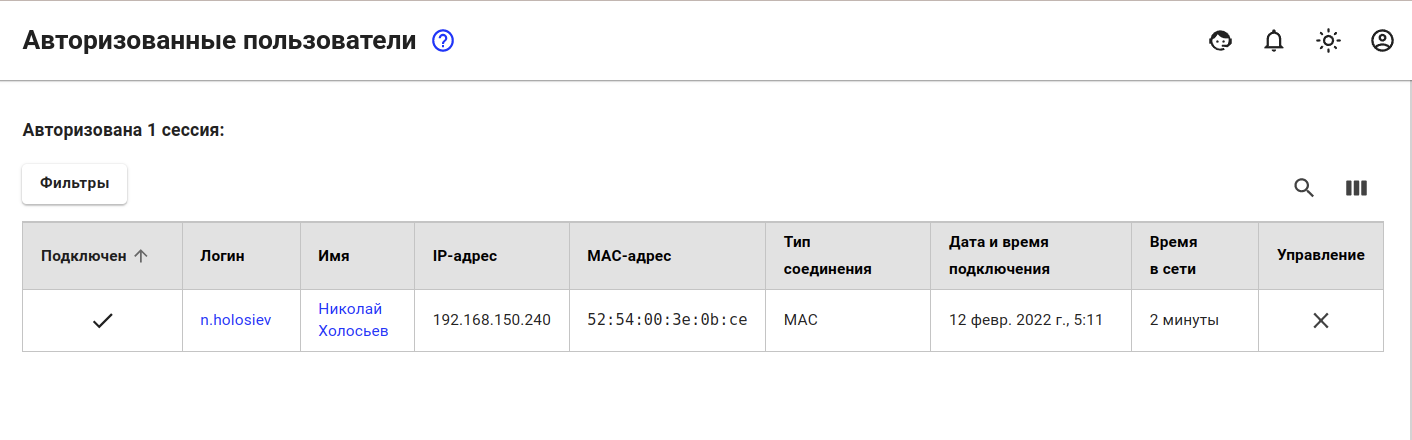 Авторизованные пользователи
Авторизована 1 сессия:
Фильтры
Подключен Логин Имя IP-адрес MAC-адрес Тип соединения Дата и время подключения Время в сети Управление
n.holosiev Николай Холосьев 192.168.150.240 52:54:00:3e:0b:ce MAC 12 февр. 2022 г., 5:11 2 минуты